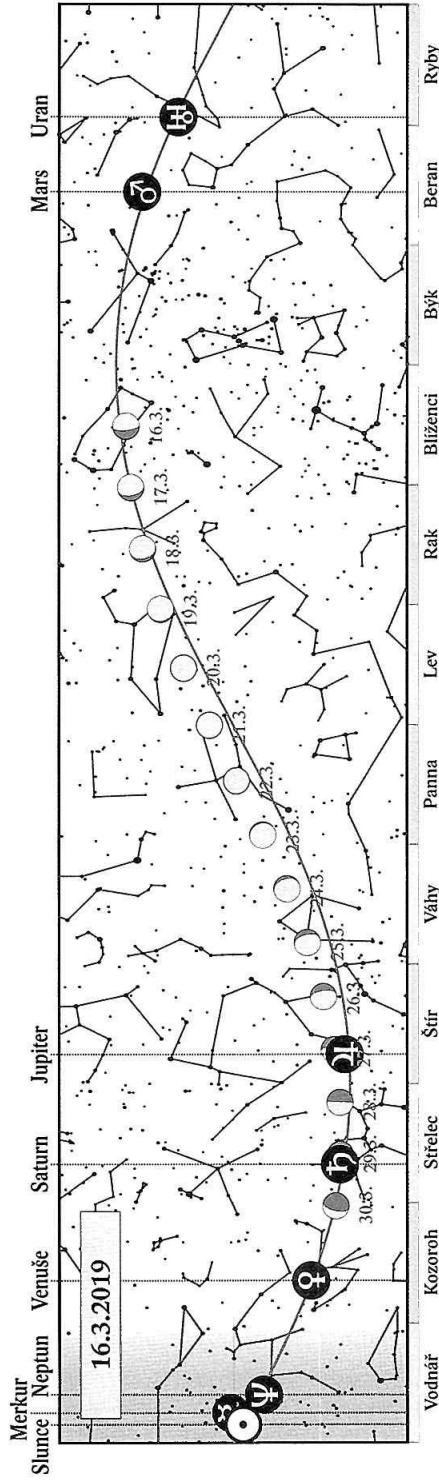 Slunce Merkur Neptun Venuše Saturn Jupiter Mars Uran
16.3.2019
30.3. 29.3. 28.3. 27.3. 26.3. 25.3. 24.3. 23.3. 22.3. 21.3. 20.3. 19.3. 18.3. 17.3. 16.3.
Vodnář Kozoroh Střelec Štír Váhy Panna Lev Rak Blíženci Býk Beran Ryby